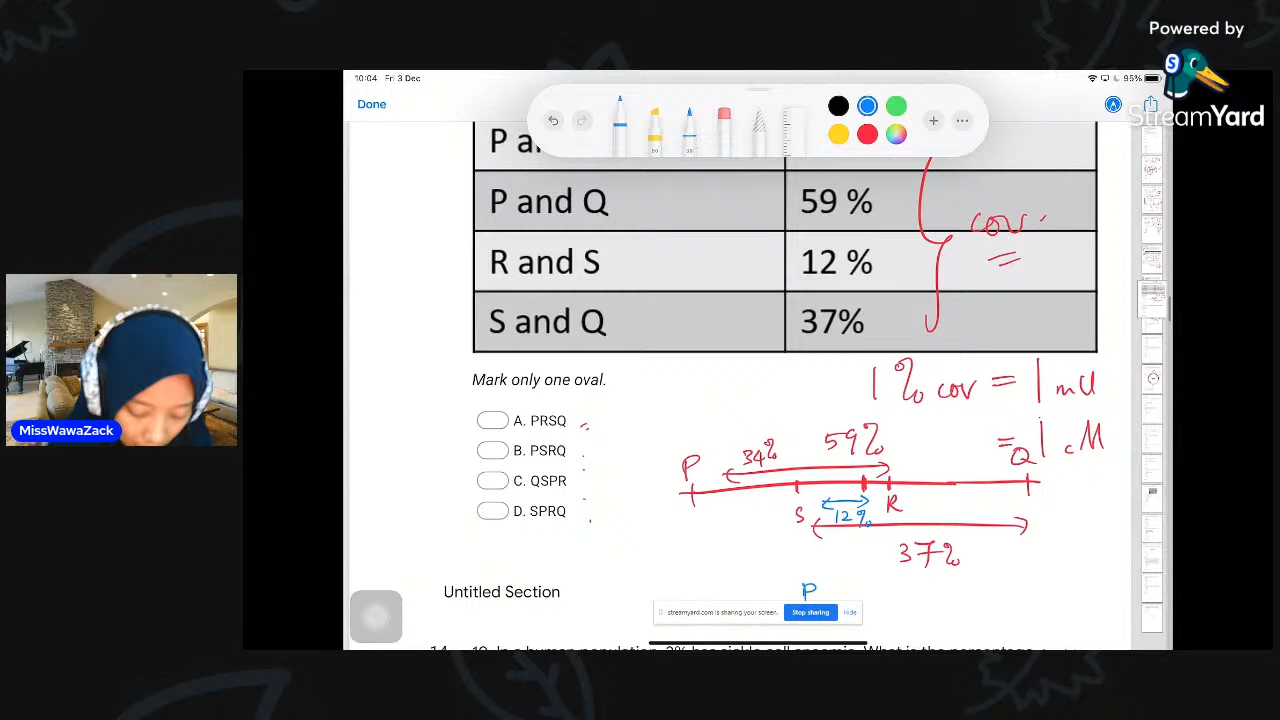 Powered by
StreamYard
10:04 Fri 3 Dec
95%
Done
P an
P and Q 59 %
R and S 12 %
S and Q 37%
cov.
=
Mark only one oval.
1 % cov = 1 mu
= 1 cM
A. PRSQ
B. PSRQ
C. QSPR
D. SPRQ
34% 59%
P Q
S R
12%
37%
MissWawaZack
Untitled Section
P
streamyard.com is sharing your screen. Stop sharing Hide